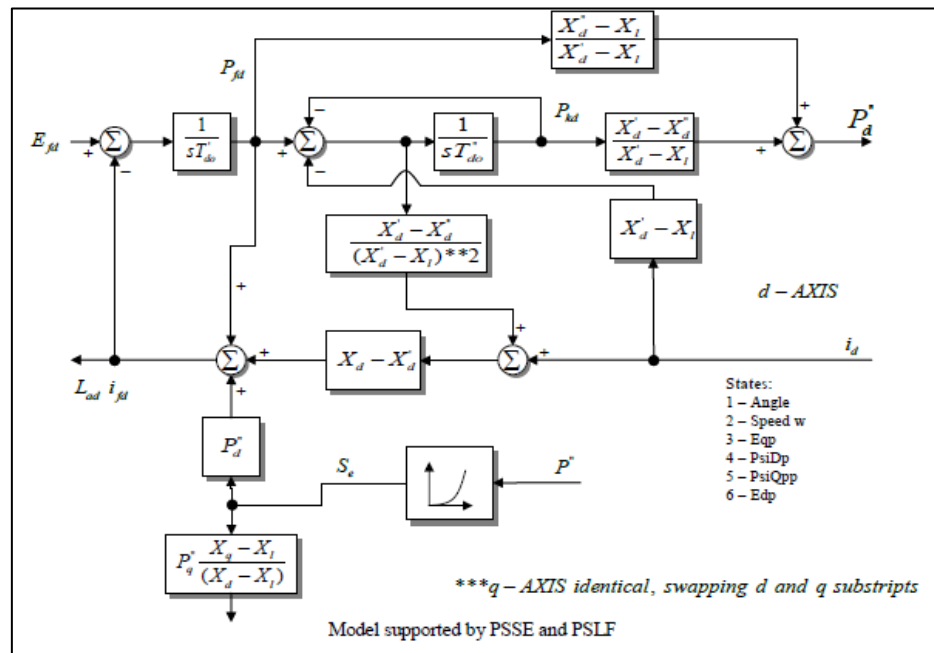 X″d − Xl
X′d − Xl
Pfd
Pkd
P″d
Efd
+
Σ
−
1
sT′do
+
Σ
−
−
1
sT″do
X′d − X″d
X′d − Xl
+
+
Σ
X′d − X″d
(X′d − Xl)**2
X′d − Xl
d − AXIS
+
+
Σ
+
+
Xd − X′d
+
Σ
+
id
Lad ifd
States:
1 – Angle
2 – Speed w
3 – Eqp
4 – PsiDp
5 – PsiQpp
6 – Edp
P″d
Se
P″
P″q Xq − Xl
(Xd − Xl)
***q − AXIS identical, swapping d and q substripts
Model supported by PSSE and PSLF